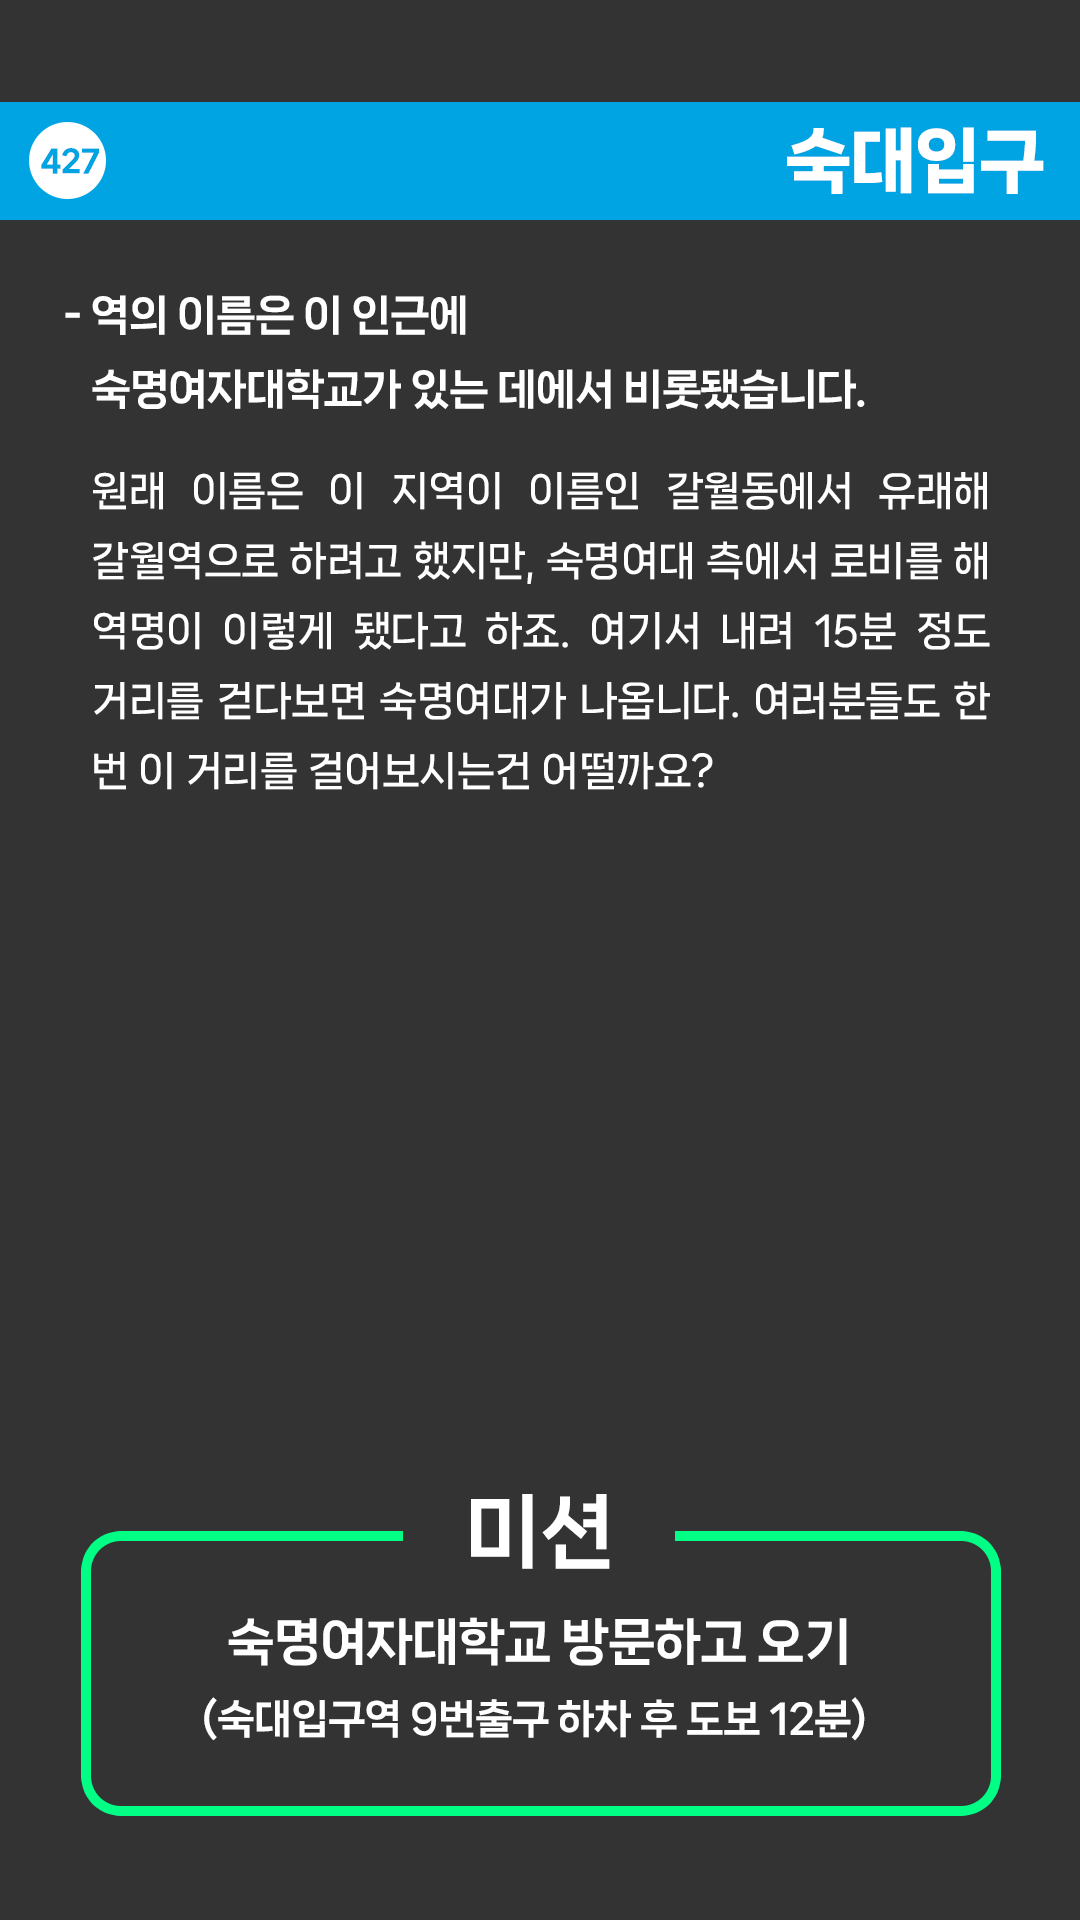 427
숙대입구
- 역의 이름은 이 인근에
숙명여자대학교가 있는 데에서 비롯됐습니다.
원래 이름은 이 지역이 이름인 갈월동에서 유래해
갈월역으로 하려고 했지만, 숙명여대 측에서 로비를 해
역명이 이렇게 됐다고 하죠. 여기서 내려 15분 정도
거리를 걷다보면 숙명여대가 나옵니다. 여러분들도 한
번 이 거리를 걸어보시는건 어떨까요?
미션
숙명여자대학교 방문하고 오기
(숙대입구역 9번출구 하차 후 도보 12분)